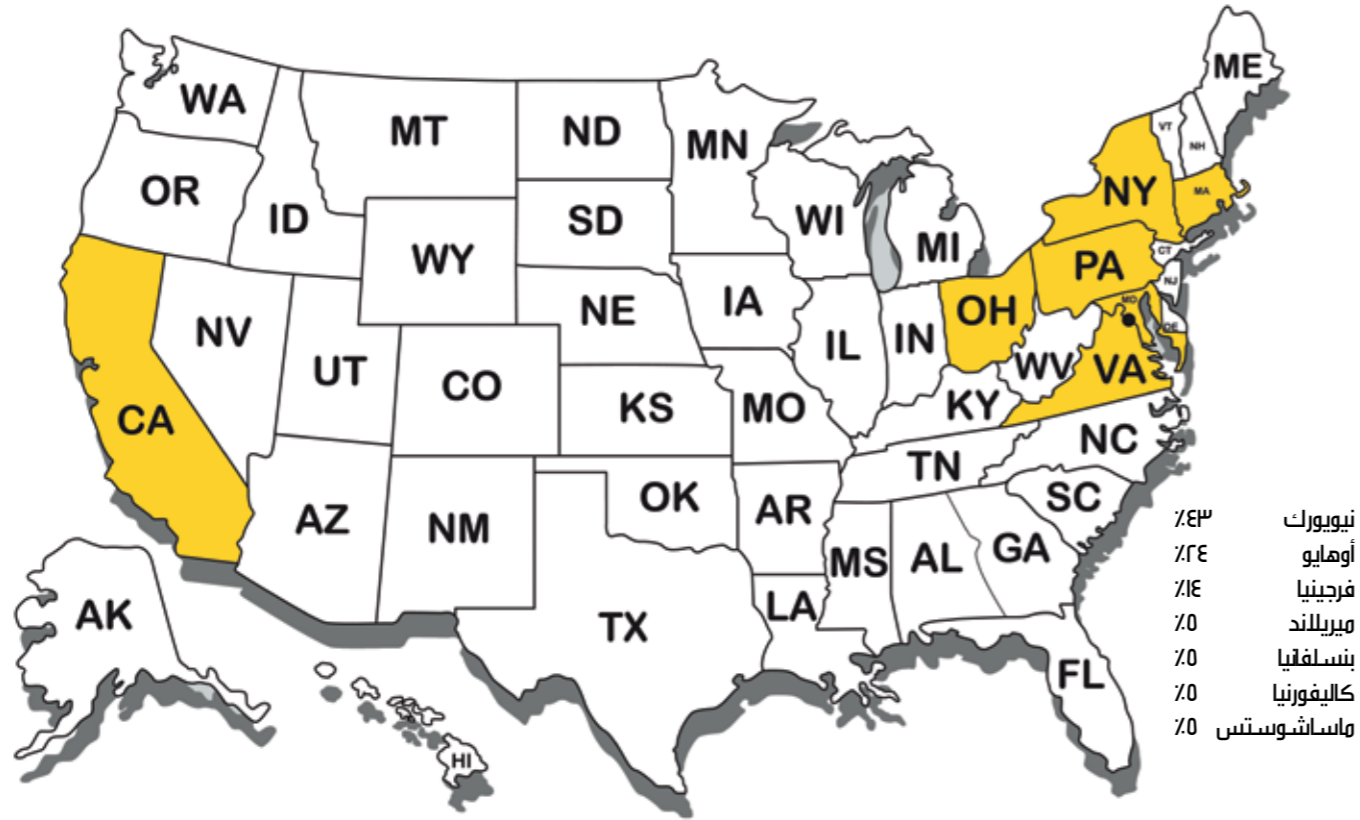 WA
MT
ND
MN
ME
VT
NH
OR
ID
SD
WI
MI
NY
MA
WY
CT
PA
NJ
NE
IA
OH
MD
DE
NV
UT
CO
IL
IN
WV
VA
CA
KS
MO
KY
NC
AZ
NM
OK
AR
TN
SC
MS
AL
GA
LA
TX
FL
AK
HI
نيويورك ٤٣٪
أوهايو ٢٤٪
فرجينيا ١٤٪
ميريلاند ٥٪
بنسلفانيا ٥٪
كاليفورنيا ٥٪
ماساشوستس ٥٪